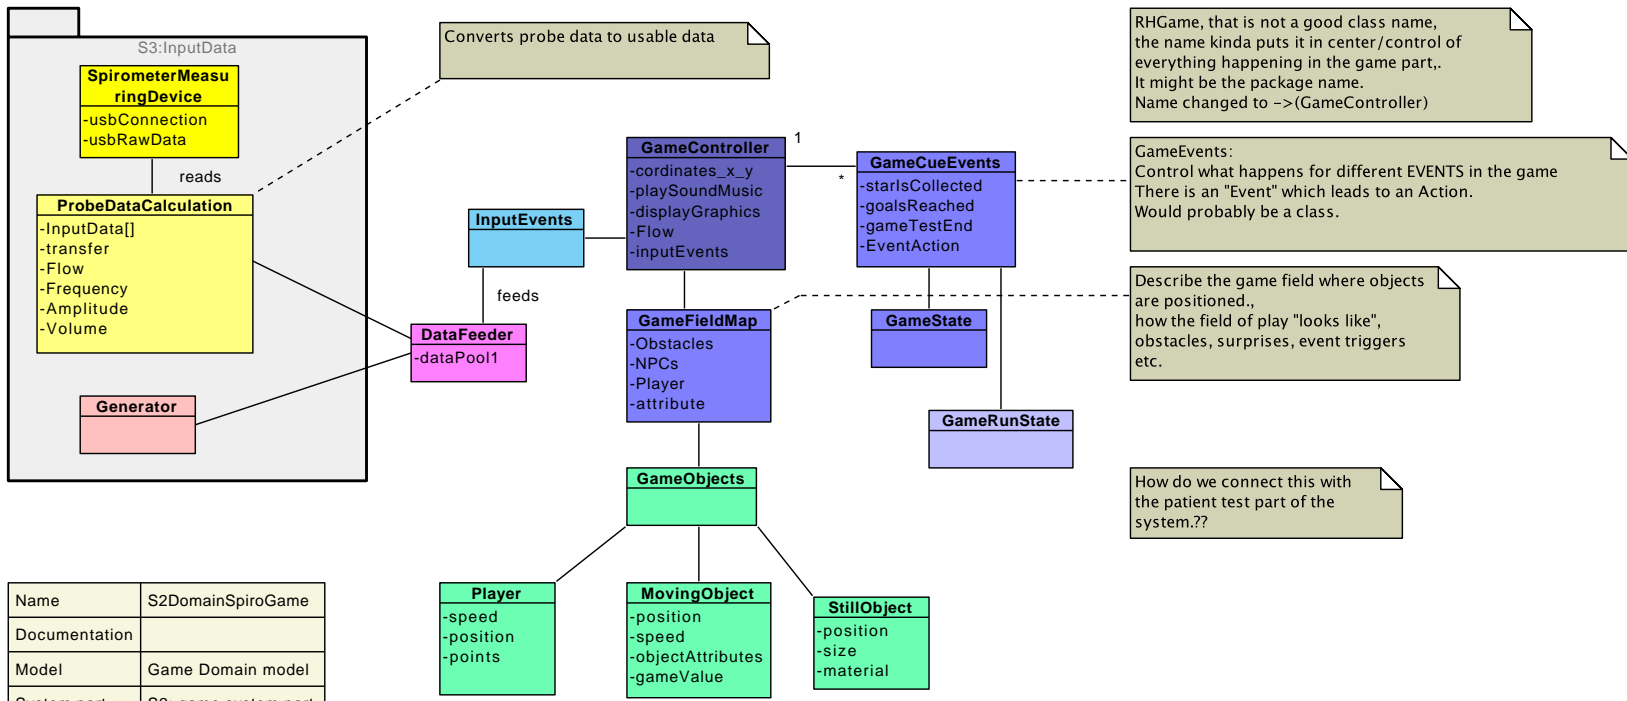 S3:InputData
SpirometerMeasu
ringDevice
-usbConnection
-usbRawData
reads
ProbeDataCalculation
-InputData[]
-transfer
-Flow
-Frequency
-Amplitude
-Volume
Generator
Converts probe data to usable data
InputEvents
feeds
DataFeeder
-dataPool1
GameController
-cordinates_x_y
-playSoundMusic
-displayGraphics
-Flow
-inputEvents
1
*
GameCueEvents
-starIsCollected
-goalsReached
-gameTestEnd
-EventAction
GameFieldMap
-Obstacles
-NPCs
-Player
-attribute
GameState
GameRunState
GameObjects
Player
-speed
-position
-points
MovingObject
-position
-speed
-objectAttributes
-gameValue
StillObject
-position
-size
-material
RHGame, that is not a good class name,
the name kinda puts it in center/control of
everything happening in the game part,.
It might be the package name.
Name changed to ->(GameController)
GameEvents:
Control what happens for different EVENTS in the game
There is an "Event" which leads to an Action.
Would probably be a class.
Describe the game field where objects
are positioned.,
how the field of play "looks like",
obstacles, surprises, event triggers
etc.
How do we connect this with
the patient test part of the
system.??
Name S2DomainSpiroGame
Documentation
Model Game Domain model
System part S2: game system part